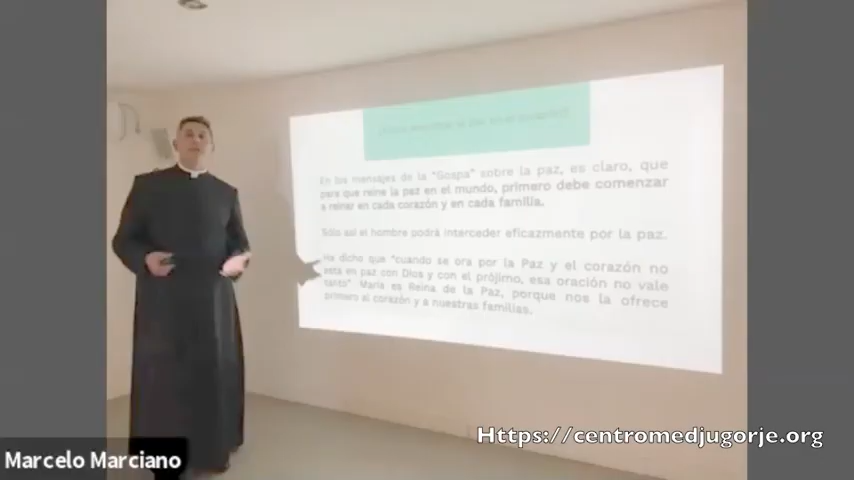 En los mensajes de la "Gospa" sobre la paz, es claro, que
para que reine la paz en el mundo, primero debe comenzar
a reinar en cada corazón y en cada familia.
Sólo así el hombre podrá interceder eficazmente por la paz.
Ha dicho que "cuando se ora por la Paz y el corazón no
está en paz con Dios y con el prójimo, esa oración no vale
tanto" María es Reina de la Paz, porque nos la ofrece
primero al corazón y a nuestras familias.
Https://centromedjugorje.org
Marcelo Marciano